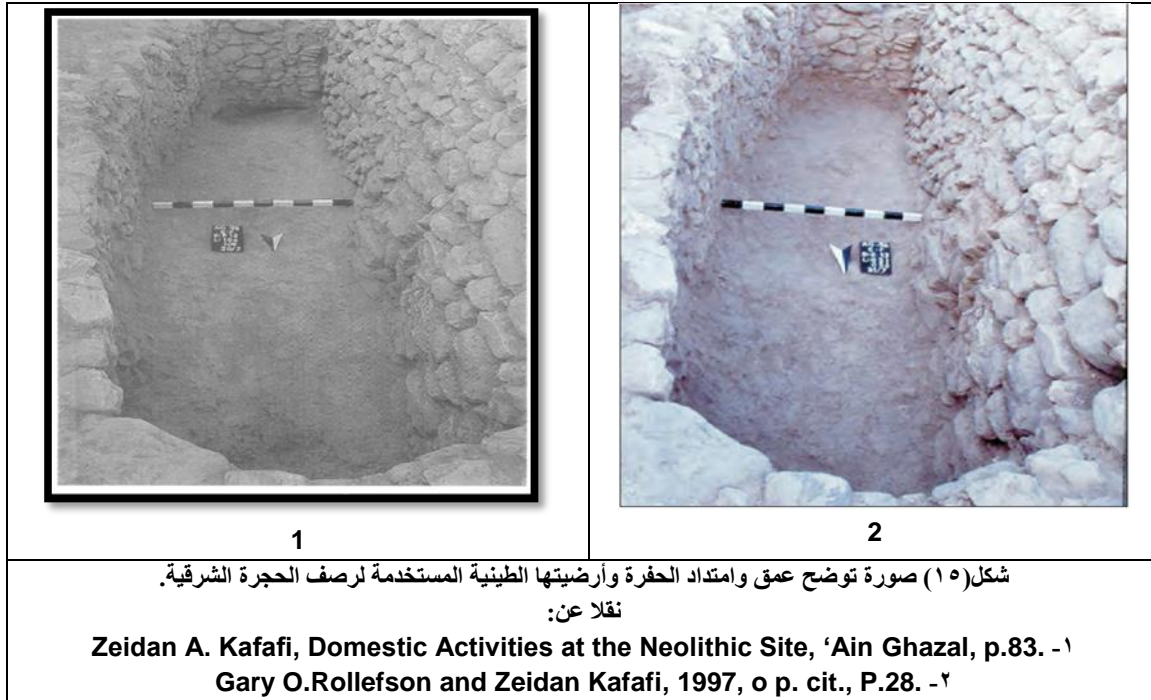 1
2
شكل(١٥) صورة توضح عمق وامتداد الحفرة وأرضيتها الطينية المستخدمة لرصف الحجرة الشرقية.
نقلا عن:
١- Zeidan A. Kafafi, Domestic Activities at the Neolithic Site, ‘Ain Ghazal, p.83.
٢- Gary O.Rollefson and Zeidan Kafafi, 1997, o p. cit., P.28.